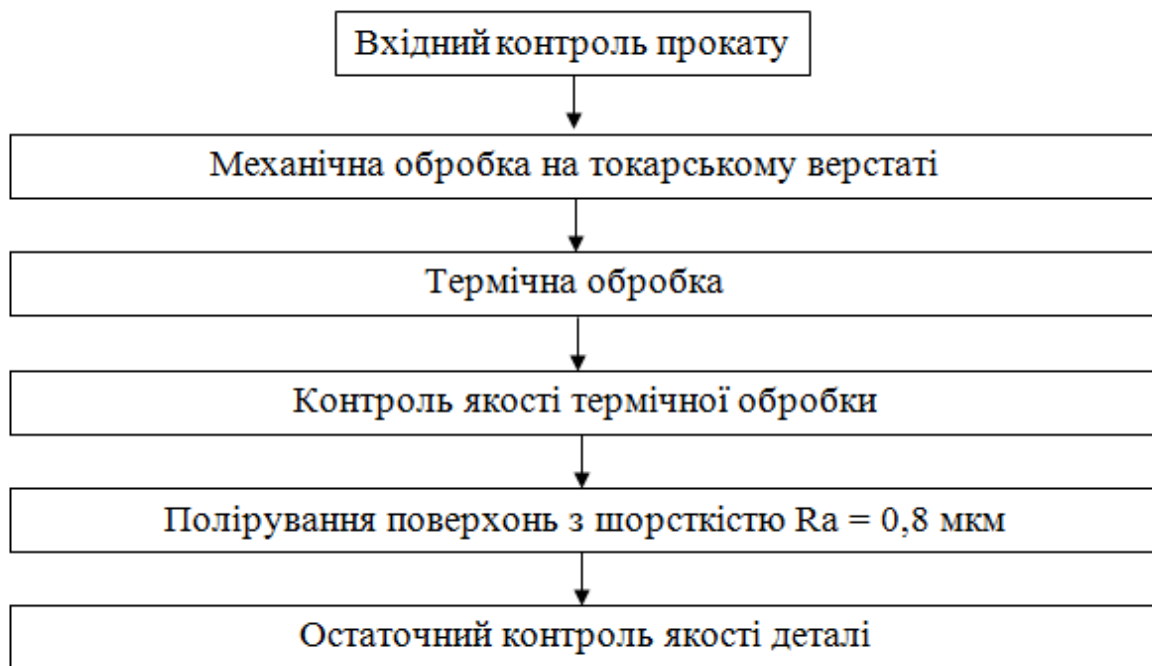 Вхідний контроль прокату
Механічна обробка на токарському верстаті
Термічна обробка
Контроль якості термічної обробки
Полірування поверхонь з шорсткістю Ra = 0,8 мкм
Остаточний контроль якості деталі